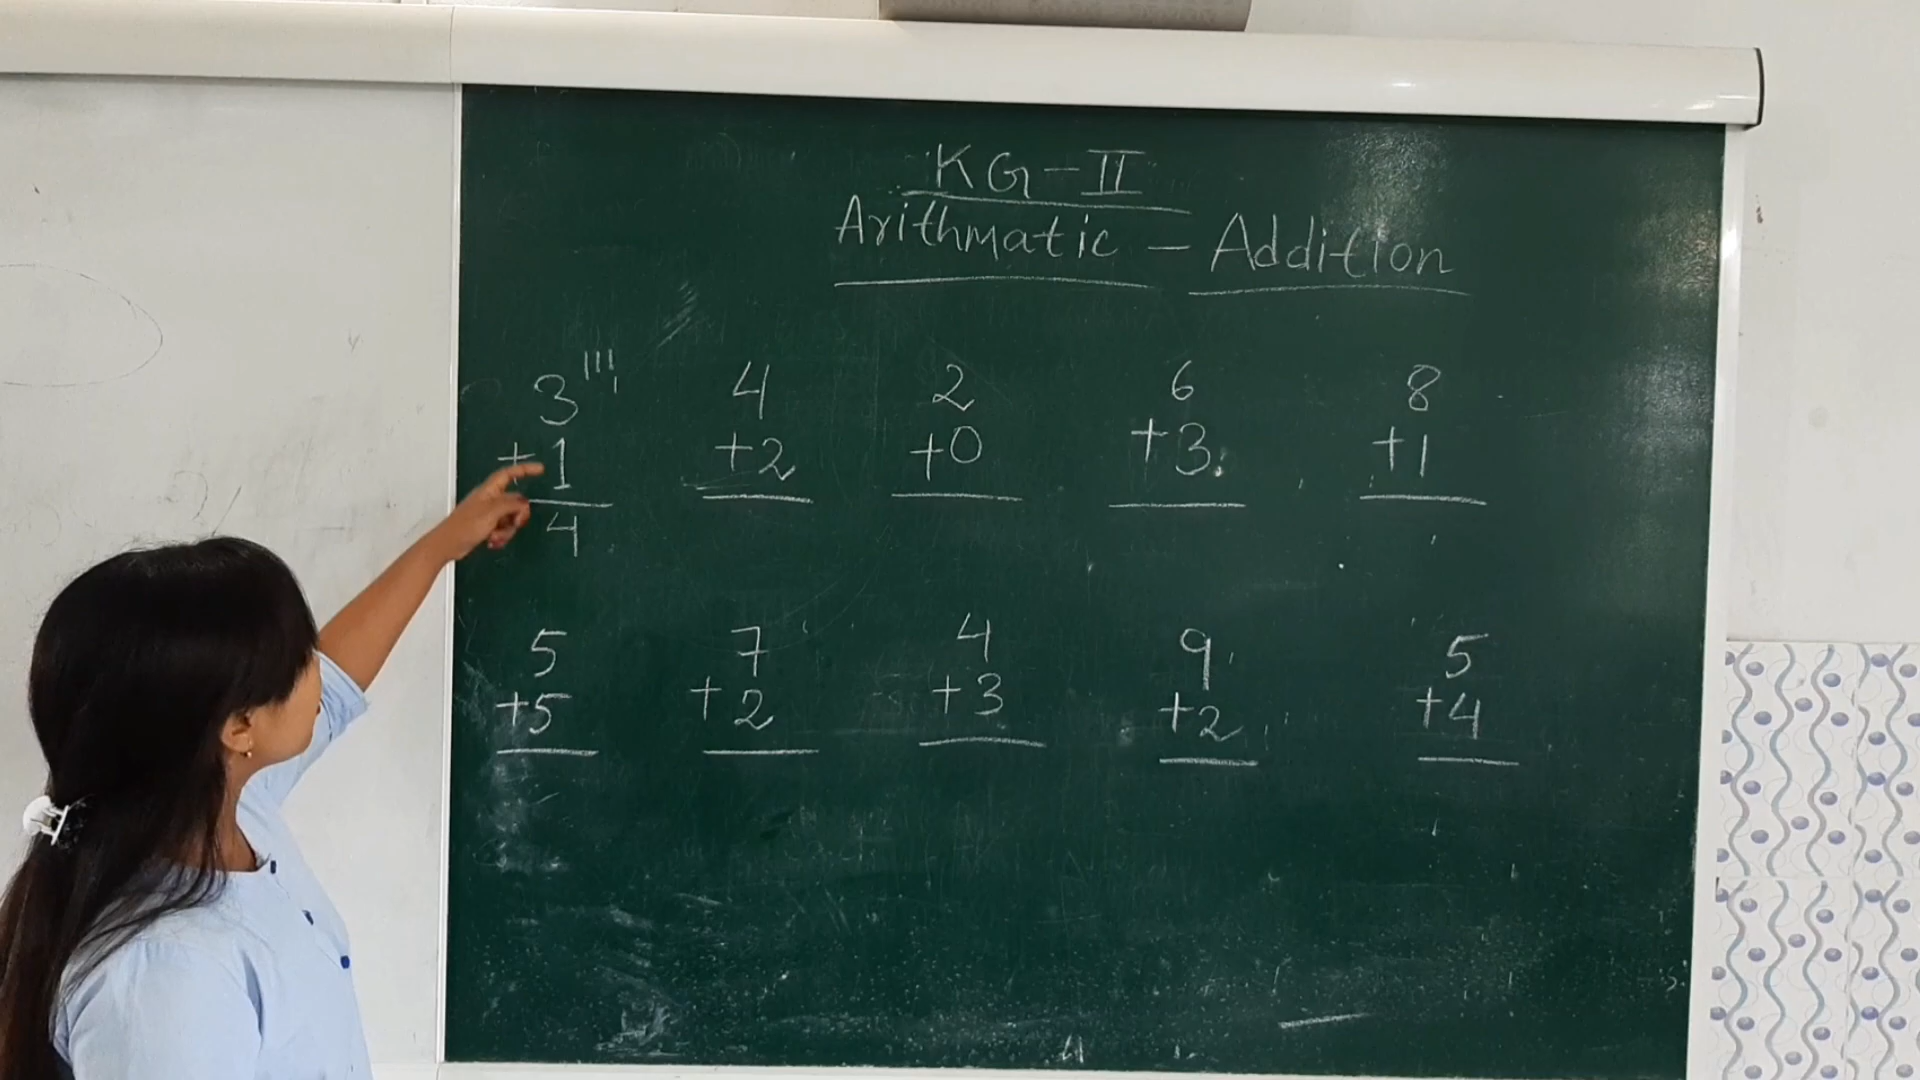 KG-II
Arithmatic - Addition
3 4 2 6 8
+1 +2 +0 +3 +1
4
5 7 4 9 5
+5 +2 +3 +2 +4